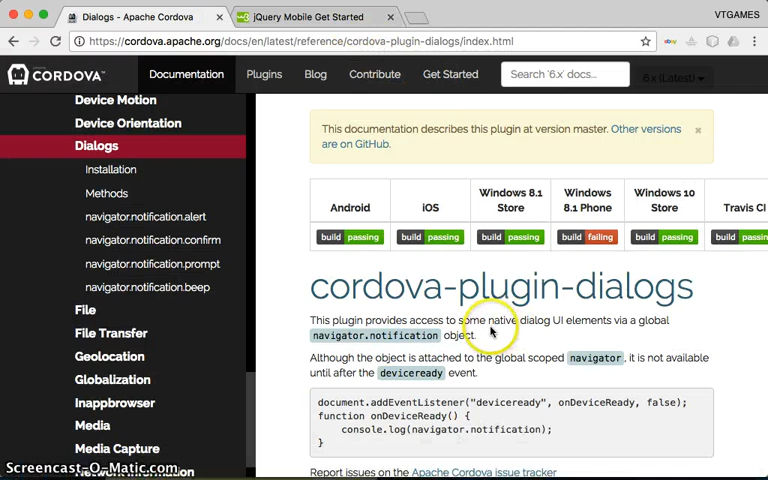 Dialogs - Apache Cordova
jQuery Mobile Get Started
VTGAMES
https://cordova.apache.org/docs/en/latest/reference/cordova-plugin-dialogs/index.html
ebay
CORDOVA™
Documentation
Plugins
Blog
Contribute
Get Started
Search '6.x' docs...
6.x (Latest)
Device Motion
Device Orientation
Dialogs
Installation
Methods
navigator.notification.alert
navigator.notification.confirm
navigator.notification.prompt
navigator.notification.beep
File
File Transfer
Geolocation
Globalization
Inappbrowser
Media
Media Capture
Network Information
This documentation describes this plugin at version master. Other versions
are on GitHub.
×
Android iOS Windows 8.1 Store Windows 8.1 Phone Windows 10 Store Travis CI
build passing build passing build passing build failing build passing build passing
cordova-plugin-dialogs
This plugin provides access to some native dialog UI elements via a global
navigator.notification object.
Although the object is attached to the global scoped navigator, it is not available
until after the deviceready event.
document.addEventListener("deviceready", onDeviceReady, false);
function onDeviceReady() {
console.log(navigator.notification);
}
Report issues on the Apache Cordova issue tracker
Screencast-O-Matic.com